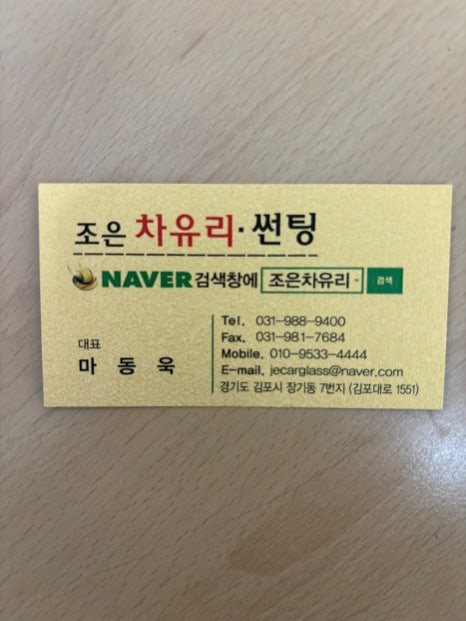 조은 차유리·썬팅
NAVER 검색창에 조은차유리 검색
대표
마 동 욱
Tel. 031-988-9400
Fax. 031-981-7684
Mobile. 010-9533-4444
E-mail. jecarglass@naver.com
경기도 김포시 장기동 7번지 (김포대로 1551)